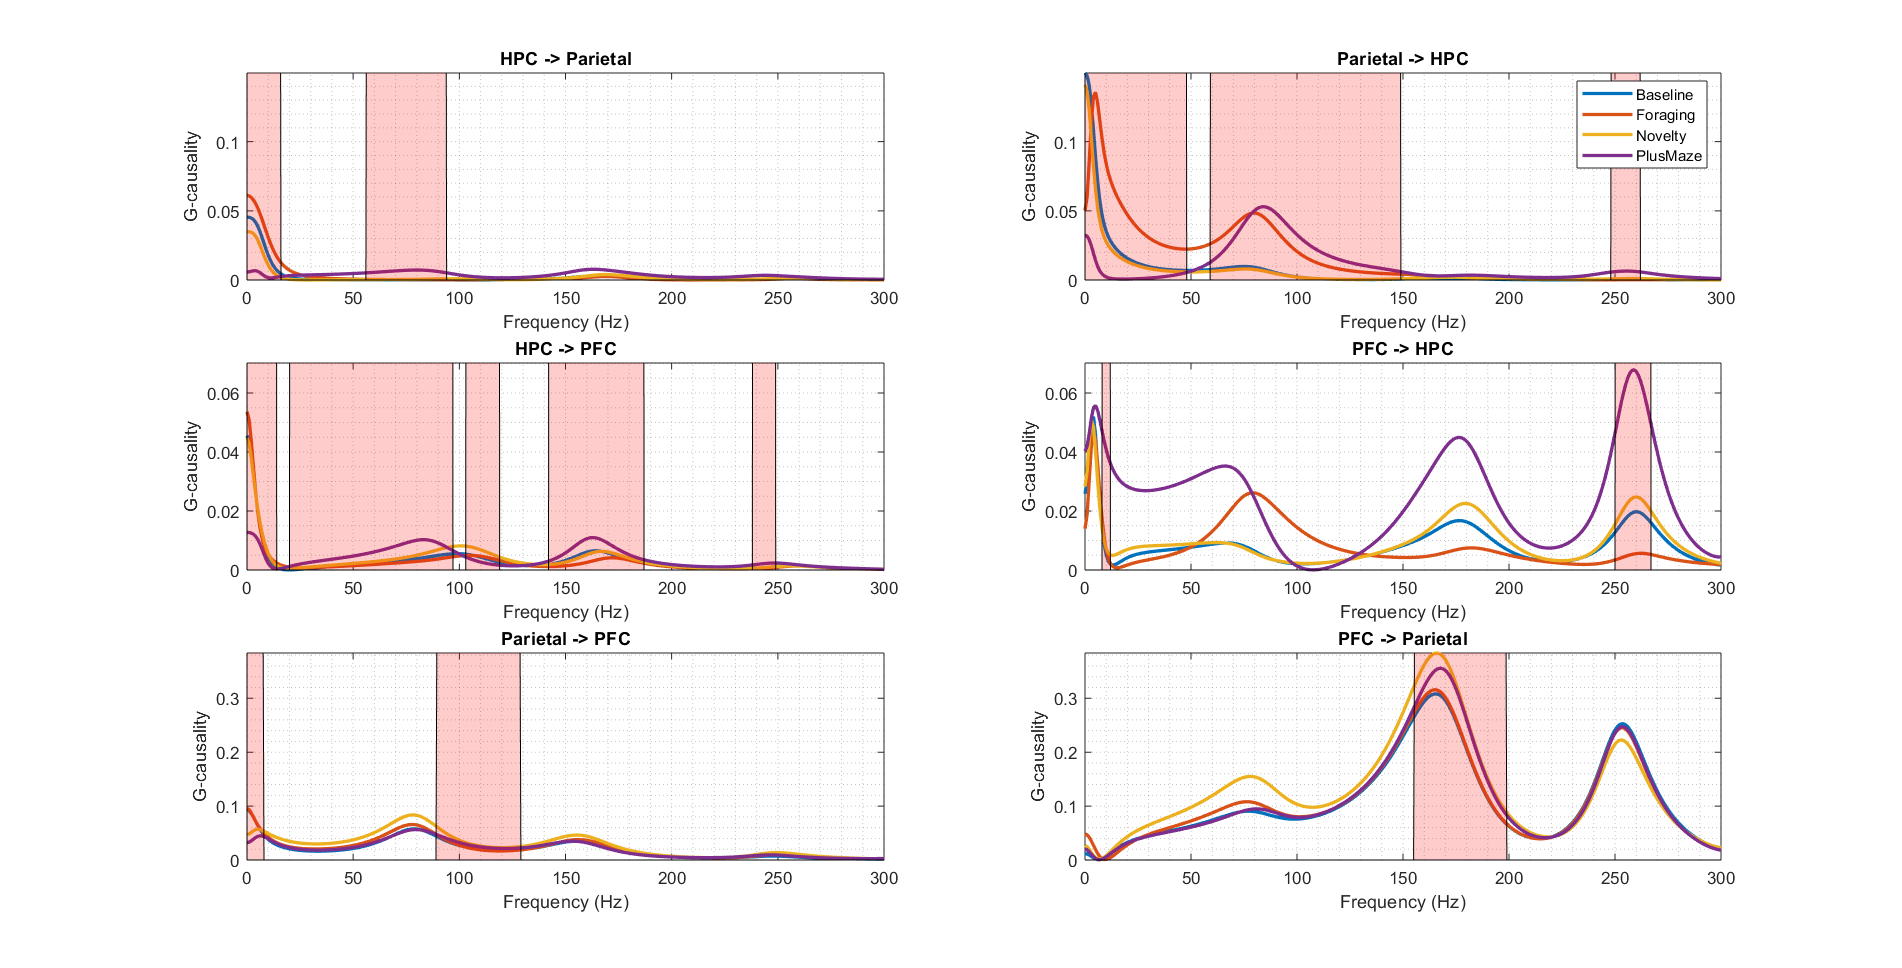 HPC -> Parietal
G-causality
0.1
0.05
0
0 50 100 150 200 250 300
Frequency (Hz)
Parietal -> HPC
G-causality
0.1
0.05
0
0 50 100 150 200 250 300
Frequency (Hz)
Baseline
Foraging
Novelty
PlusMaze
HPC -> PFC
G-causality
0.06
0.04
0.02
0
0 50 100 150 200 250 300
Frequency (Hz)
PFC -> HPC
G-causality
0.06
0.04
0.02
0
0 50 100 150 200 250 300
Frequency (Hz)
Parietal -> PFC
G-causality
0.3
0.2
0.1
0
0 50 100 150 200 250 300
Frequency (Hz)
PFC -> Parietal
G-causality
0.3
0.2
0.1
0
0 50 100 150 200 250 300
Frequency (Hz)